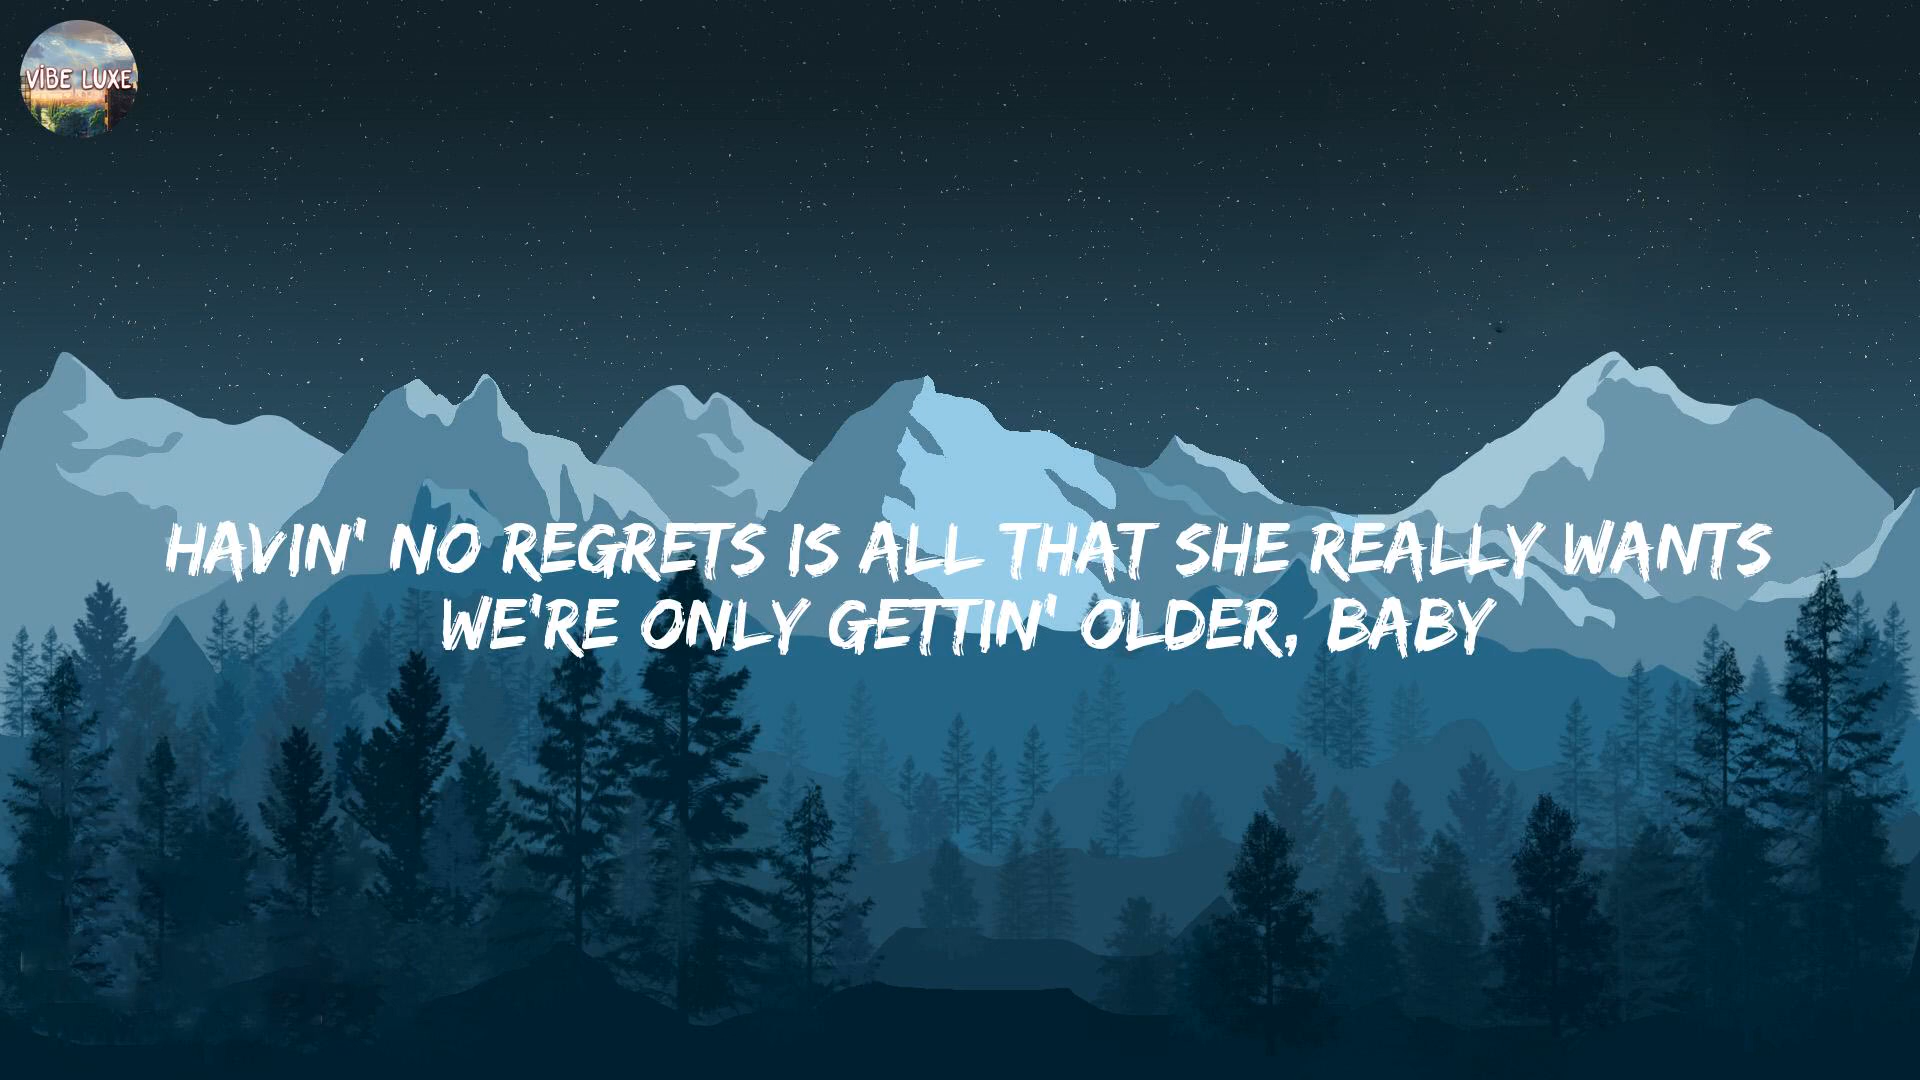 VIBE LUXE
HAVIN' NO REGRETS IS ALL THAT SHE REALLY WANTS
WE'RE ONLY GETTIN' OLDER, BABY